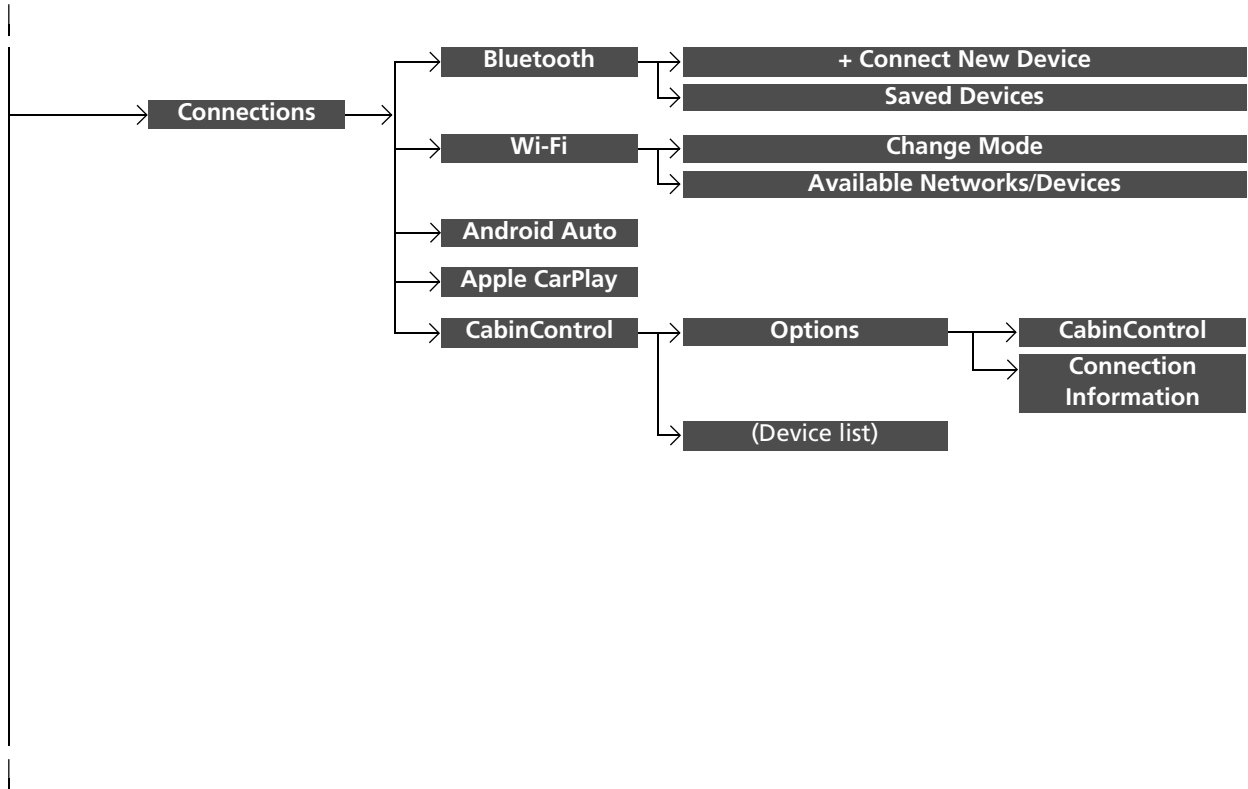 Bluetooth
+ Connect New Device
Saved Devices
Connections
Wi-Fi
Change Mode
Available Networks/Devices
Android Auto
Apple CarPlay
CabinControl
Options
CabinControl
Connection
Information
(Device list)